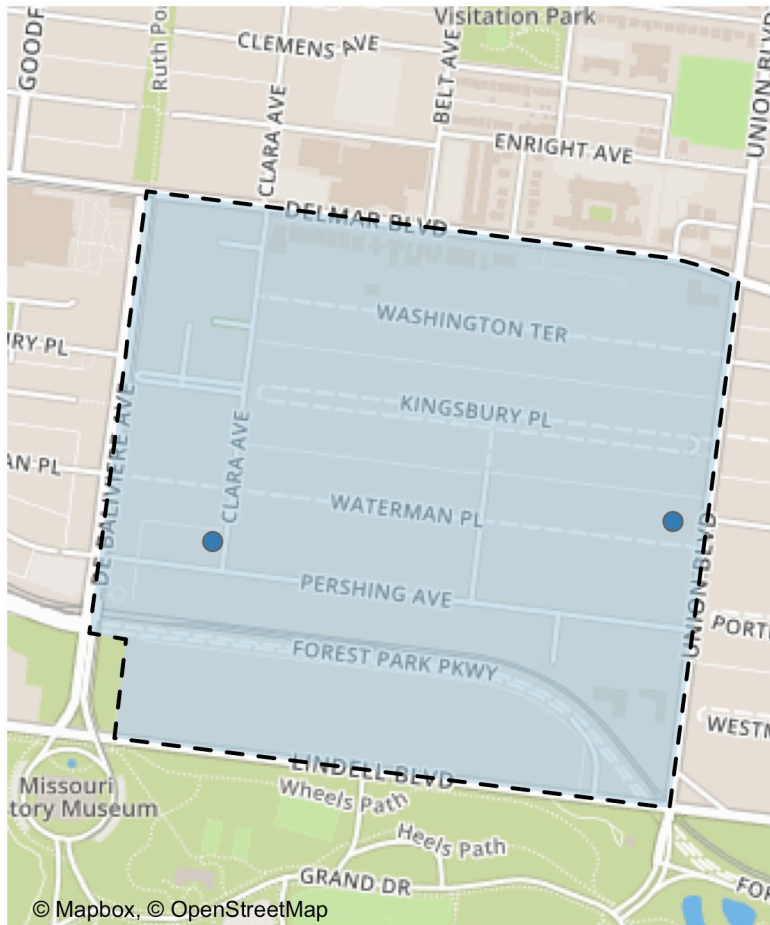 Visitation Park
GOODF
Ruth Po
CLEMENS AVE
BELT AVE
UNION BLVD
CLARA AVE
ENRIGHT AVE
DELMAR BLVD
WASHINGTON TER
URY PL
KINGSBURY PL
DE BALIVIERE AVE
CLARA AVE
AN PL
WATERMAN PL
UNION BLVD
PERSHING AVE
PORT
FOREST PARK PKWY
WESTM
LINDELL BLVD
Missouri
tory Museum
Wheels Path
Heels Path
GRAND DR
FOR
© Mapbox, © OpenStreetMap